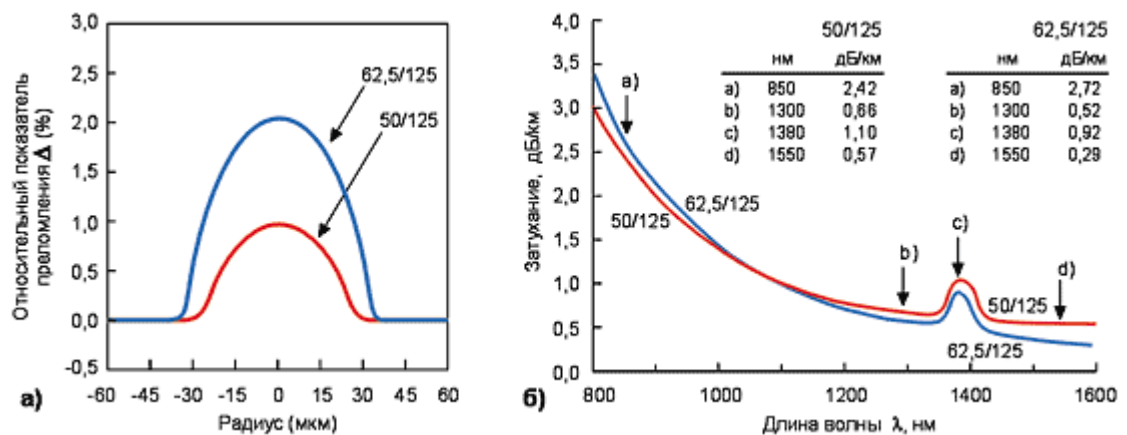 3,0
2,5
2,0
1,5
1,0
0,5
0,0
-0,5
Относительный показатель
преломления Δ (%)
62,5/125
50/125
-60 -45 -30 -15 0 15 30 45 60
Радиус (мкм)
а)
4,0
3,5
3,0
2,5
2,0
1,5
1,0
0,5
0,0
Затухание, дБ/км
50/125 62,5/125
нм дБ/км нм дБ/км
a) 850 2,42 a) 850 2,72
b) 1300 0,66 b) 1300 0,52
c) 1380 1,10 c) 1380 0,92
d) 1550 0,57 d) 1550 0,29
a)
62,5/125
50/125
b)
c)
d)
50/125
62,5/125
800 1000 1200 1400 1600
Длина волны λ, нм
б)